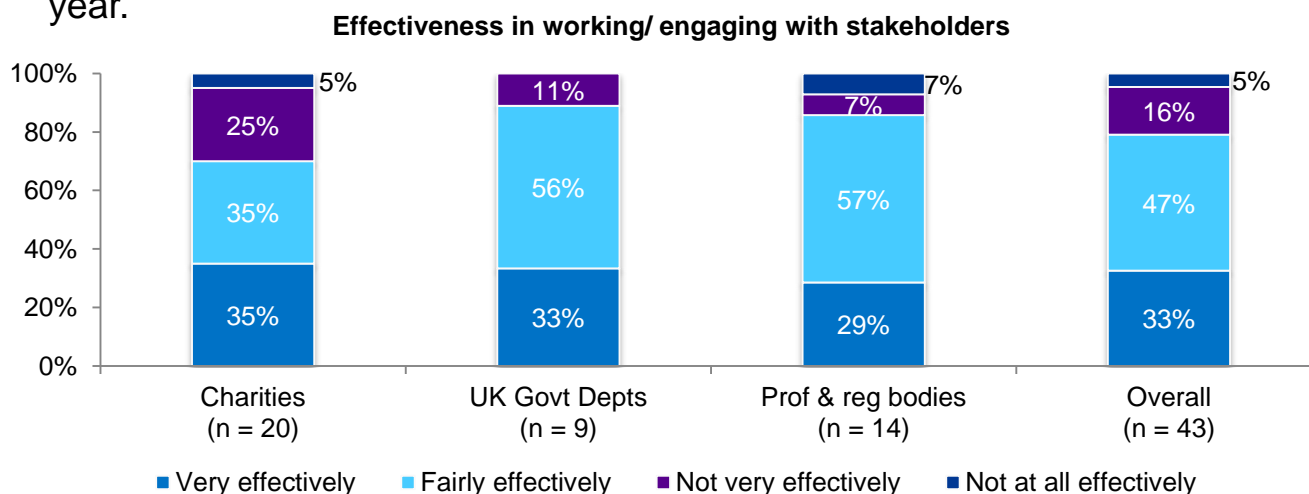 year.
Effectiveness in working/ engaging with stakeholders
100%
80%
60%
40%
20%
0%
5%
25%
35%
35%
11%
56%
33%
7%
7%
57%
29%
5%
16%
47%
33%
Charities
(n = 20)
UK Govt Depts
(n = 9)
Prof & reg bodies
(n = 14)
Overall
(n = 43)
Very effectively Fairly effectively Not very effectively Not at all effectively